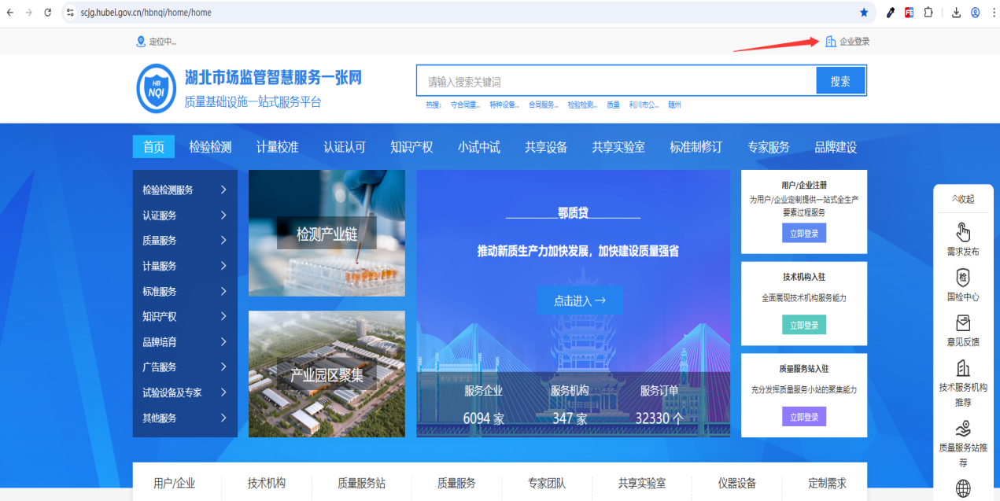 scjg.hubei.gov.cn/hbnqi/home/home
定位中...
企业登录
HB
NQI
湖北市场监管智慧服务一张网
质量基础设施一站式服务平台
请输入搜索关键词
搜索
热搜: 守合同重... 特种设备... 合同服务... 检验检测... 质量 利川市公... 随州
首页 检验检测 计量校准 认证认可 知识产权 小试中试 共享设备 共享实验室 标准制修订 专家服务 品牌建设
检验检测服务
认证服务
质量服务
计量服务
标准服务
知识产权
品牌培育
广告服务
试验设备及专家
其他服务
检测产业链
产业园区聚集
鄂质贷
推动新质生产力加快发展，加快建设质量强省
点击进入
服务企业 服务机构 服务订单
6094 家 347 家 32330 个
用户/企业注册
为用户/企业定制提供一站式全生产
要素过程服务
立即登录
技术机构入驻
全面展现技术机构服务能力
立即登录
质量服务站入驻
充分发挥质量服务小站的聚集能力
立即登录
收起
需求发布
检
国检中心
意见反馈
技术服务机构
推荐
质量服务站推
荐
用户/企业 技术机构 质量服务站 质量服务 专家团队 共享实验室 仪器设备 定制需求